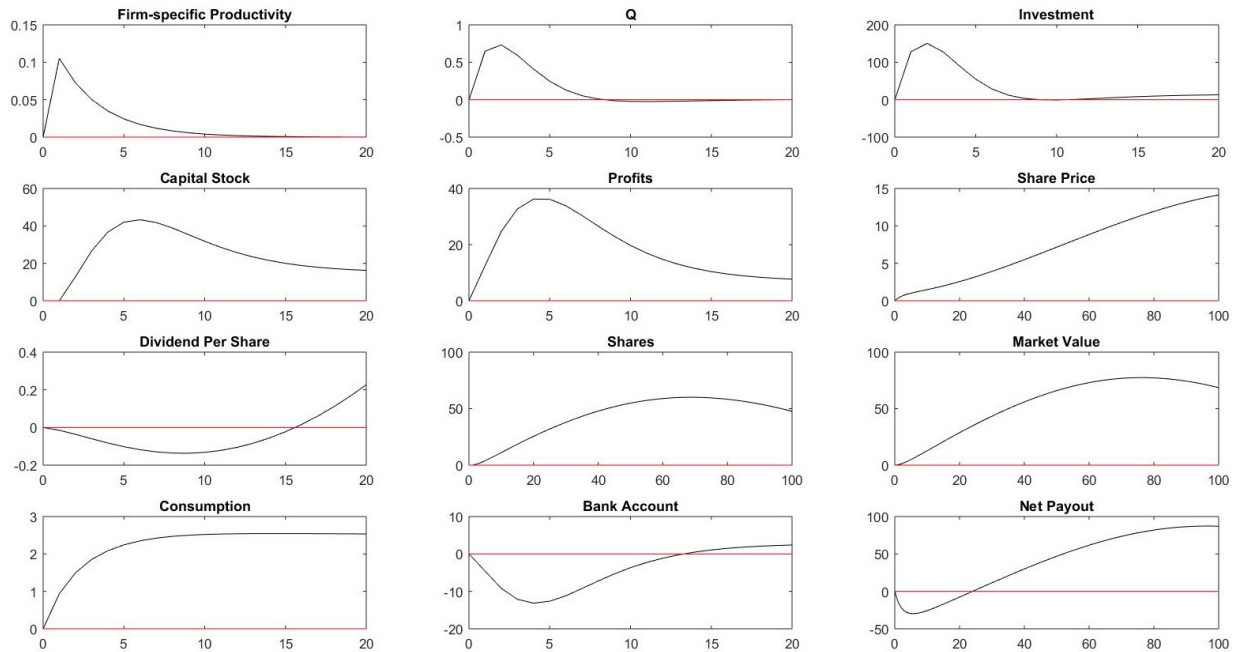 Firm-specific Productivity
0.15
0.1
0.05
0
0 5 10 15 20
Q
1
0.5
0
-0.5
0 5 10 15 20
Investment
200
100
0
-100
0 5 10 15 20
Capital Stock
60
40
20
0
0 5 10 15 20
Profits
40
20
0
0 5 10 15 20
Share Price
15
10
5
0
0 20 40 60 80 100
Dividend Per Share
0.4
0.2
0
-0.2
0 5 10 15 20
Shares
100
50
0
0 20 40 60 80 100
Market Value
100
50
0
0 20 40 60 80 100
Consumption
3
2
1
0
0 5 10 15 20
Bank Account
10
0
-10
-20
0 5 10 15 20
Net Payout
100
50
0
-50
0 20 40 60 80 100